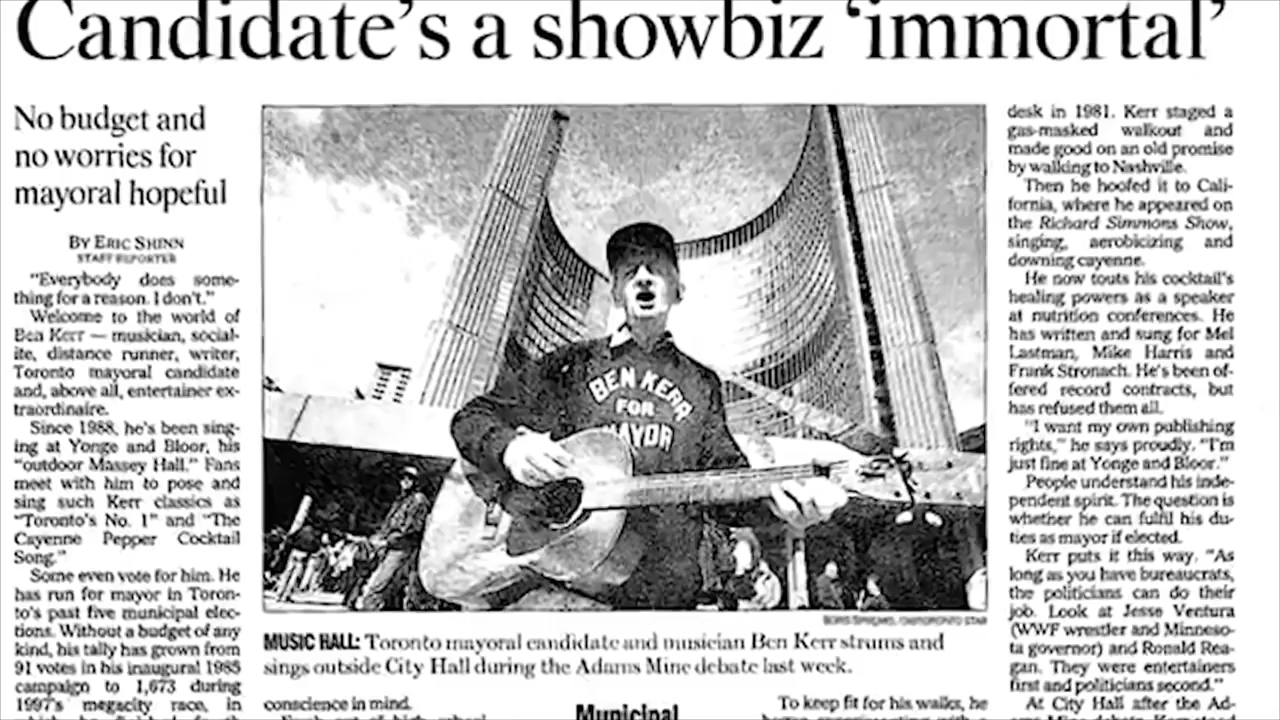 Candidate's a showbiz 'immortal'
No budget and
no worries for
mayoral hopeful
BY ERIC SHINN
STAFF REPORTER
"Everybody does some-
thing for a reason. I don't."
Welcome to the world of
Ben Kerr — musician, social-
ite, distance runner, writer,
Toronto mayoral candidate
and, above all, entertainer ex-
traordinaire.
Since 1988, he's been sing-
ing at Yonge and Bloor, his
"outdoor Massey Hall." Fans
meet with him to pose and
sing such Kerr classics as
"Toronto's No. 1" and "The
Cayenne Pepper Cocktail
Song."
Some even vote for him. He
has run for mayor in Toron-
to's past five municipal elec-
tions. Without a budget of any
kind, his tally has grown from
91 votes in his inaugural 1985
campaign to 1,673 during
1997's megacity race, in
BEN KERR
FOR
MAYOR
TORONTO STAR
MUSIC HALL: Toronto mayoral candidate and musician Ben Kerr strums and
sings outside City Hall during the Adams Mine debate last week.
conscience in mind.
Municipal
To keep fit for his walks, he
desk in 1981. Kerr staged a
gas-masked walkout and
made good on an old promise
by walking to Nashville.
Then he hoofed it to Cali-
fornia, where he appeared on
the Richard Simmons Show,
singing, aerobicizing and
downing cayenne.
He now touts his cocktail's
healing powers as a speaker
at nutrition conferences. He
has written and sung for Mel
Lastman, Mike Harris and
Frank Stronach. He's been of-
fered record contracts, but
has refused them all.
"I want my own publishing
rights," he says proudly. "I'm
just fine at Yonge and Bloor."
People understand his inde-
pendent spirit. The question is
whether he can fulfil his du-
ties as mayor if elected.
Kerr puts it this way. "As
long as you have bureaucrats,
the politicians can do their
job. Look at Jesse Ventura
(WWF wrestler and Minneso-
ta governor) and Ronald Rea-
gan. They were entertainers
first and politicians second."
At City Hall after the Ad-